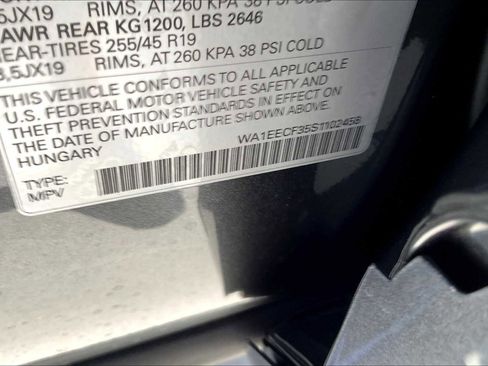 5JX19 RIMS, AT 260 KPA 38 PSI COLD
AWR REAR KG1200, LBS 2646
EAR-TIRES 255/45 R19
8,5JX19 RIMS, AT 260 KPA 38 PSI COLD
THIS VEHICLE CONFORMS TO ALL APPLICABLE
U.S. FEDERAL MOTOR VEHICLE SAFETY AND
THEFT PREVENTION STANDARDS IN EFFECT ON
THE DATE OF MANUFACTURE SHOWN ABOVE.
HUNGARY WA1EECF35S1102458
TYPE:
MPV